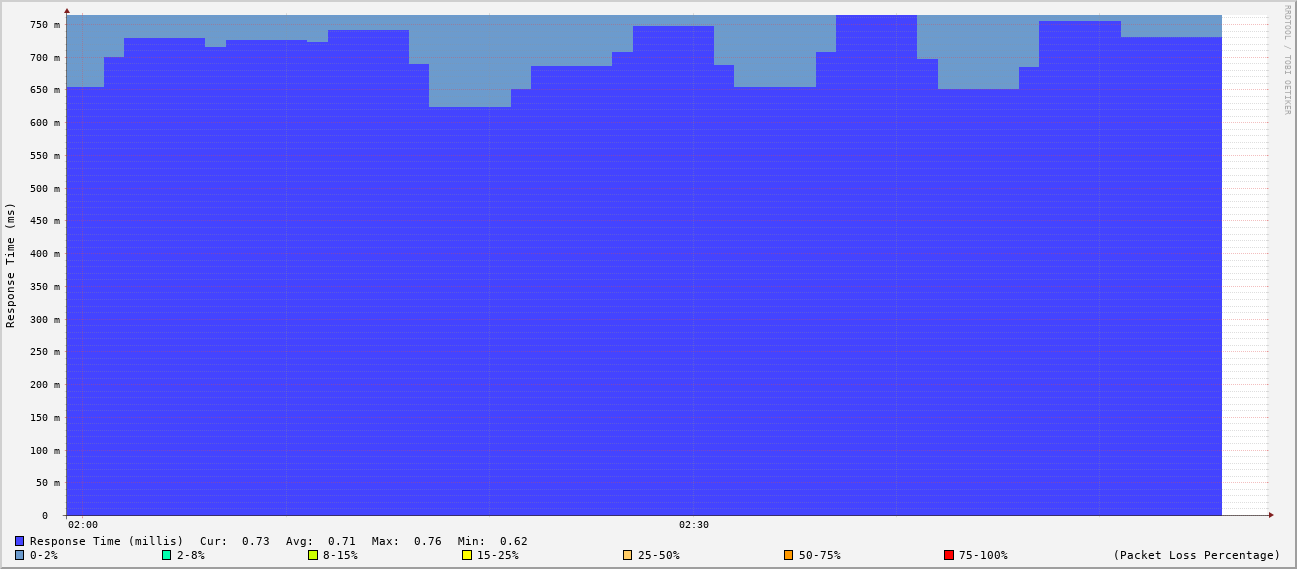 RRDTOOL / TOBI OETIKER
Response Time (ms)
750 m
700 m
650 m
600 m
550 m
500 m
450 m
400 m
350 m
300 m
250 m
200 m
150 m
100 m
50 m
0
02:00 02:30
Response Time (millis) Cur: 0.73 Avg: 0.71 Max: 0.76 Min: 0.62
0-2% 2-8% 8-15% 15-25% 25-50% 50-75% 75-100% (Packet Loss Percentage)